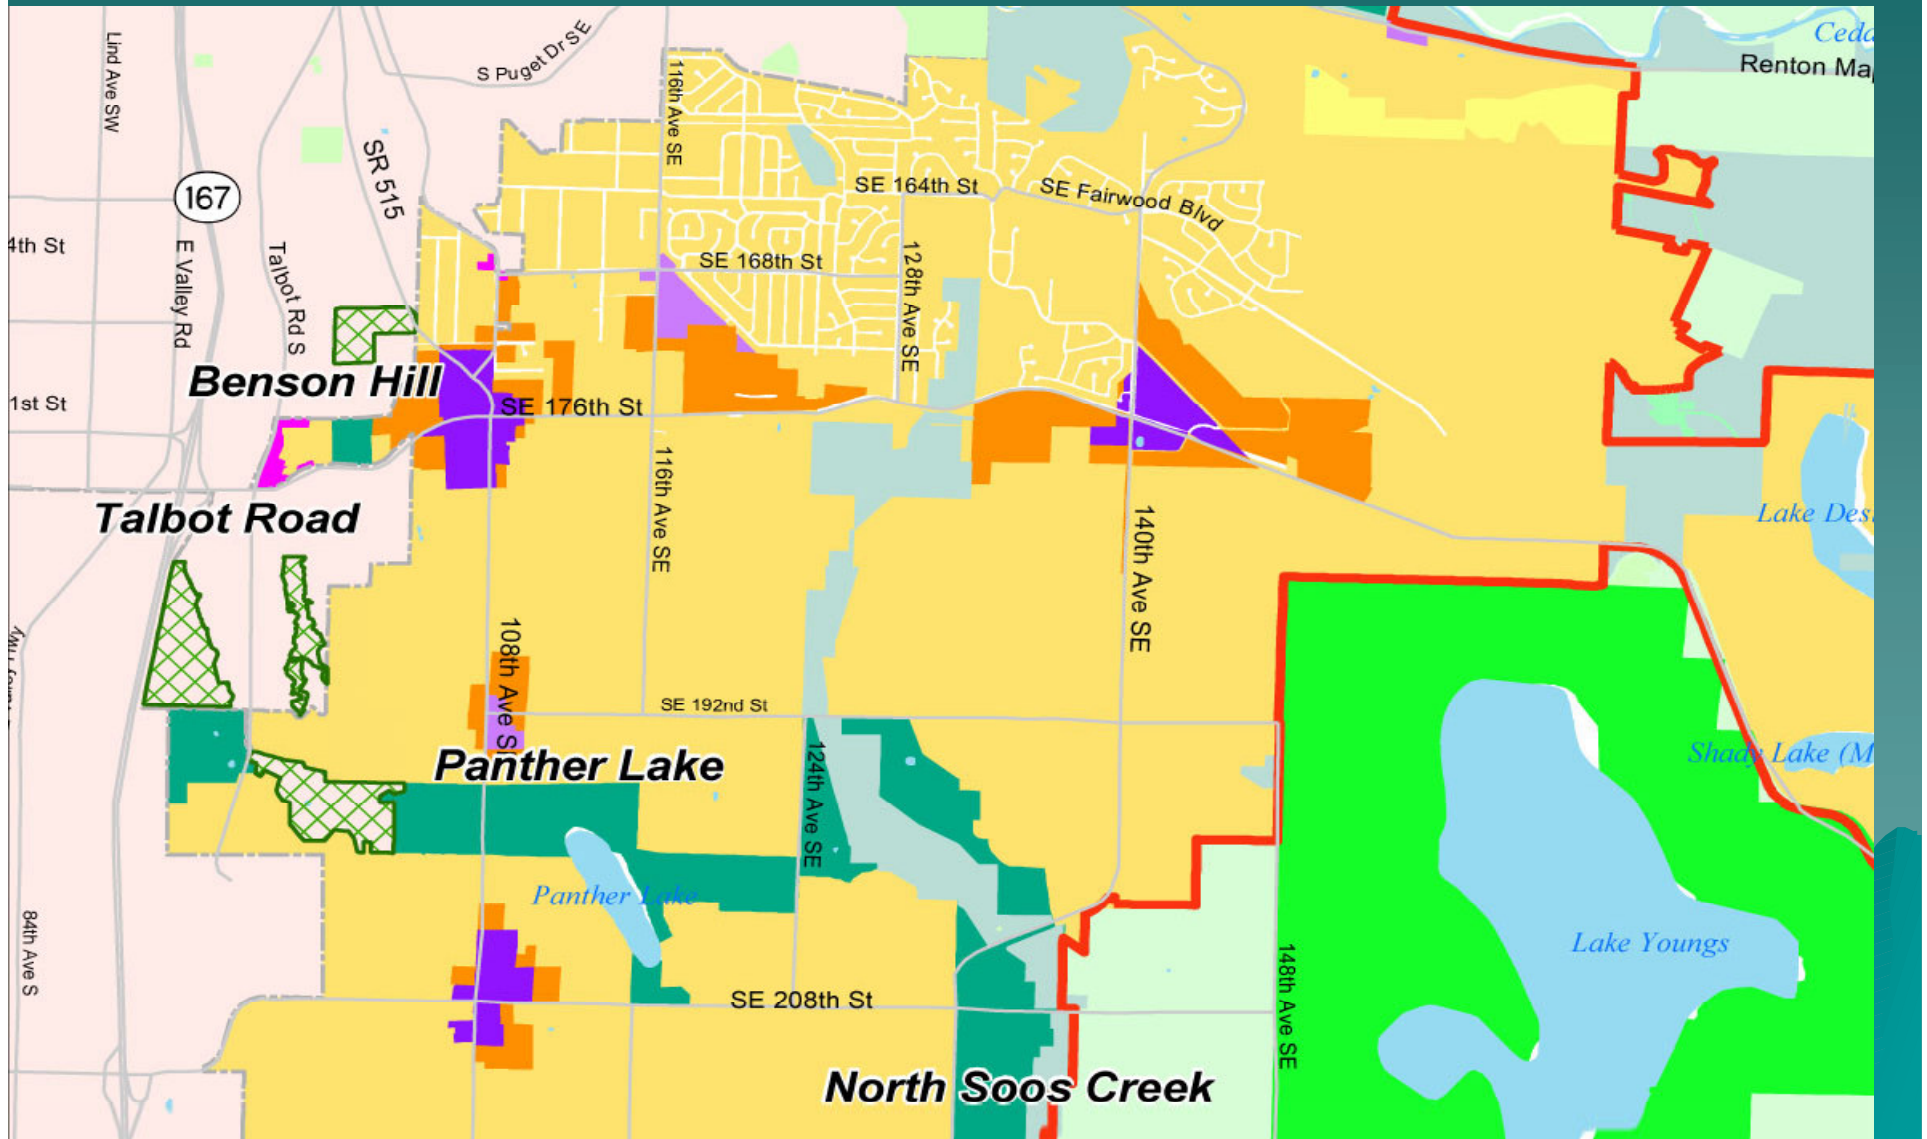 Ceda
Renton Ma
S Puget Dr SE
Lind Ave SW
116th Ave SE
SR 515
167
SE 164th St
SE Fairwood Blvd
4th St
E Valley Rd
Talbot Rd S
SE 168th St
128th Ave SE
Benson Hill
1st St
SE 176th St
116th Ave SE
Talbot Road
Lake Des
140th Ave SE
108th Ave SE
SE 192nd St
Panther Lake
124th Ave SE
Shady Lake (M
Panther Lake
84th Ave S
Lake Youngs
148th Ave SE
SE 208th St
North Soos Creek